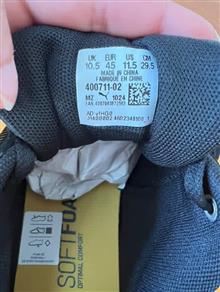 UK EUR US CM
10.5 45 11.5 29.5
MADE IN CHINA
FABRIQUÉ EN CHINE
400711-02
MZ 1024
SOFTFOA
OPTIMAL COMFORT